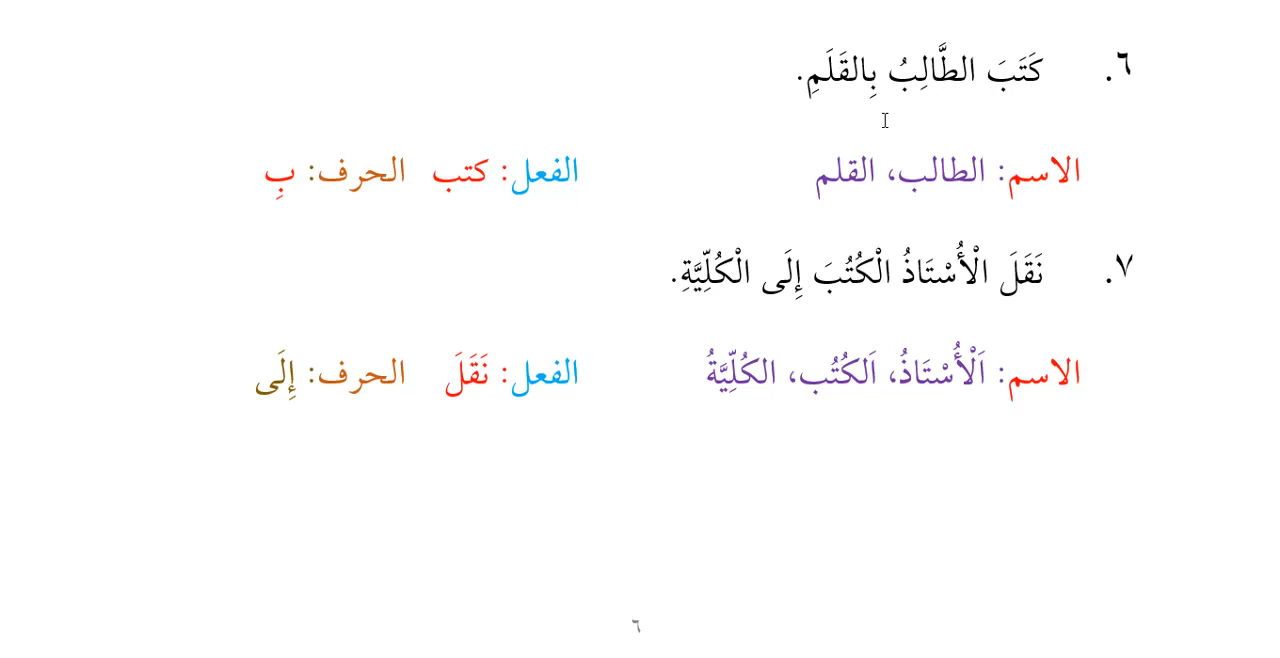 ٦. كَتَبَ الطَّالِبُ بِالقَلَمِ.
الاسم: الطالب، القلم الفعل: كتب الحرف: بِ
٧. نَقَلَ الْأُسْتَاذُ الْكُتُبَ إِلَى الْكُلِّيَّةِ.
الاسم: اَلْأُسْتَاذُ، اَلكُتُب، الكُلِّيَّةُ الفعل: نَقَلَ الحرف: إِلَى
٦